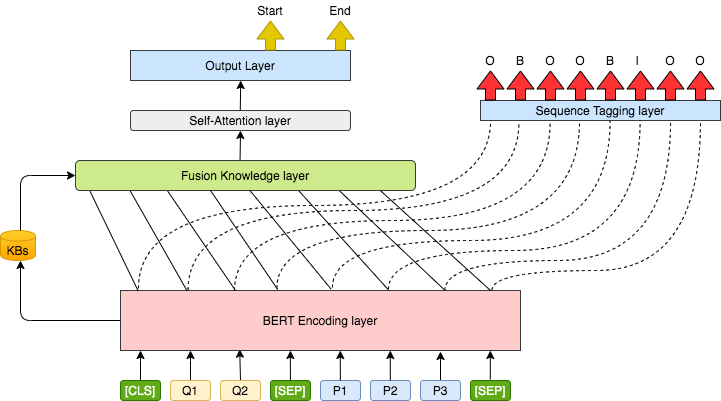 Start End
Output Layer
O B O O B I O O
Sequence Tagging layer
Self-Attention layer
Fusion Knowledge layer
KBs
BERT Encoding layer
[CLS] Q1 Q2 [SEP] P1 P2 P3 [SEP]